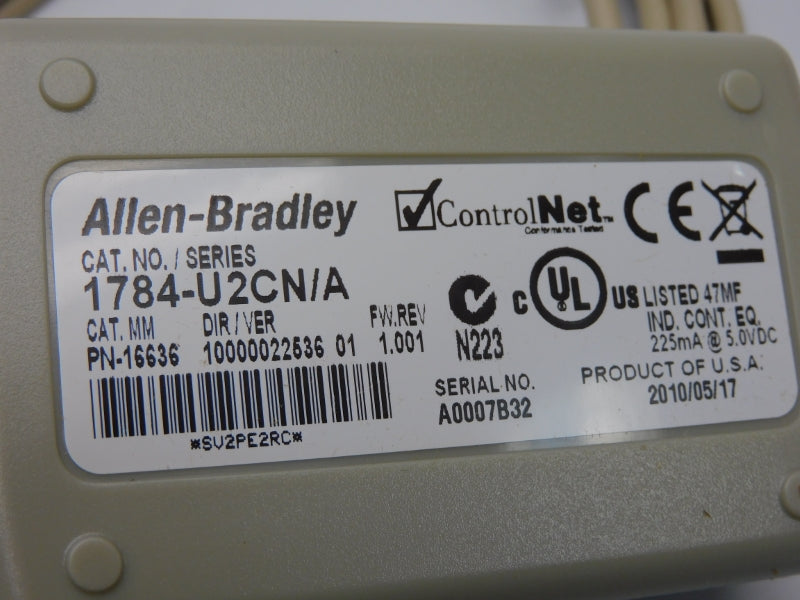 Allen-Bradley
ControlNet™
Conformance Tested
CE
CAT. NO. / SERIES
1784-U2CN/A
CAT. MM DIR/VER FW.REV
PN-16636 10000022536 01 1.001
*SV2PE2RC*
N223
C UL US LISTED 47MF
IND. CONT. EQ.
225mA @ 5.0VDC
SERIAL NO.
A0007B32
PRODUCT OF U.S.A.
2010/05/17